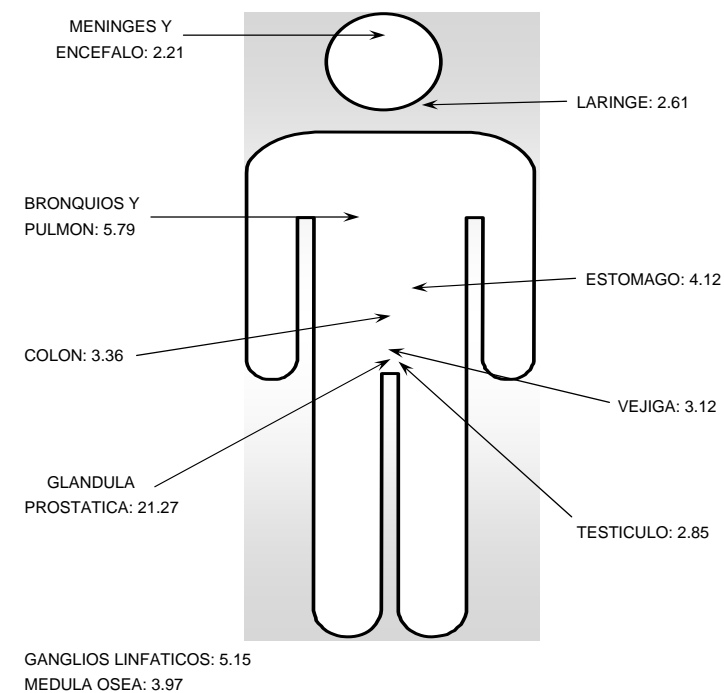 MENINGES Y
ENCEFALO: 2.21
LARINGE: 2.61
BRONQUIOS Y
PULMON: 5.79
ESTOMAGO: 4.12
COLON: 3.36
VEJIGA: 3.12
GLANDULA
PROSTATICA: 21.27
TESTICULO: 2.85
GANGLIOS LINFATICOS: 5.15
MEDULA OSEA: 3.97